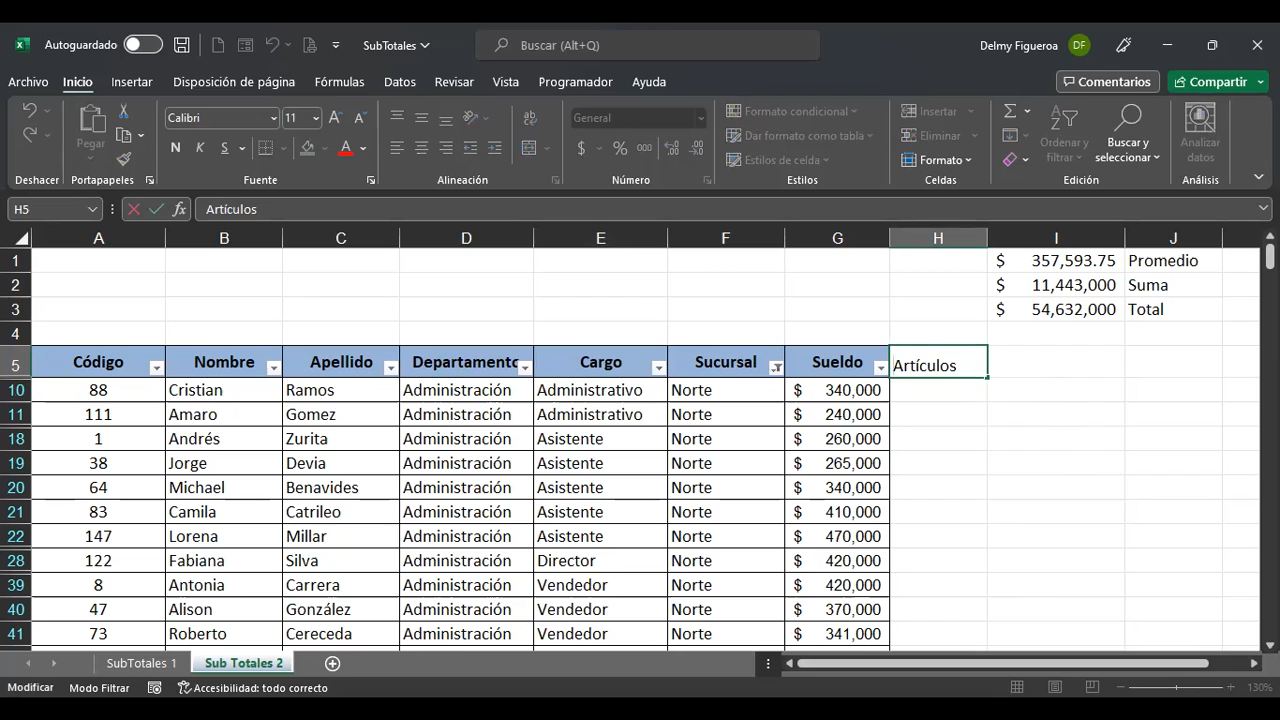 Autoguardado SubTotales Buscar (Alt+Q) Delmy Figueroa DF
Archivo Inicio Insertar Disposición de página Fórmulas Datos Revisar Vista Programador Ayuda Comentarios Compartir
Pegar Calibri 11 N K S A General $ % 000 Formato condicional Dar formato como tabla Estilos de celda Insertar Eliminar Formato Ordenar y filtrar Buscar y seleccionar Analizar datos
Deshacer Portapapeles Fuente Alineación Número Estilos Celdas Edición Análisis
H5 fx Artículos
A B C D E F G H I J
1 $ 357,593.75 Promedio
2 $ 11,443,000 Suma
3 $ 54,632,000 Total
4
5 Código Nombre Apellido Departamento Cargo Sucursal Sueldo Artículos
10 88 Cristian Ramos Administración Administrativo Norte $ 340,000
11 111 Amaro Gomez Administración Administrativo Norte $ 240,000
18 1 Andrés Zurita Administración Asistente Norte $ 260,000
19 38 Jorge Devia Administración Asistente Norte $ 265,000
20 64 Michael Benavides Administración Asistente Norte $ 340,000
21 83 Camila Catrileo Administración Asistente Norte $ 410,000
22 147 Lorena Millar Administración Asistente Norte $ 470,000
28 122 Fabiana Silva Administración Director Norte $ 420,000
39 8 Antonia Carrera Administración Vendedor Norte $ 420,000
40 47 Alison González Administración Vendedor Norte $ 370,000
41 73 Roberto Cereceda Administración Vendedor Norte $ 341,000
SubTotales 1 Sub Totales 2
Modificar Modo Filtrar Accesibilidad: todo correcto 130%